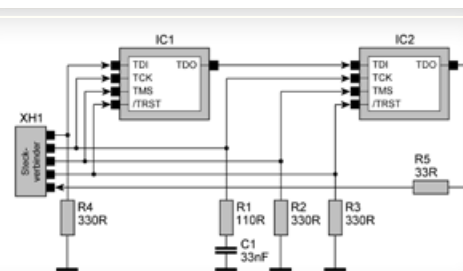 IC1
IC2
TDI TDO
TCK
TMS
/TRST
TDI TDO
TCK
TMS
/TRST
XH1
Steck-
verbinder
R5
33R
R4
330R
R1
110R
R2
330R
R3
330R
C1
33nF